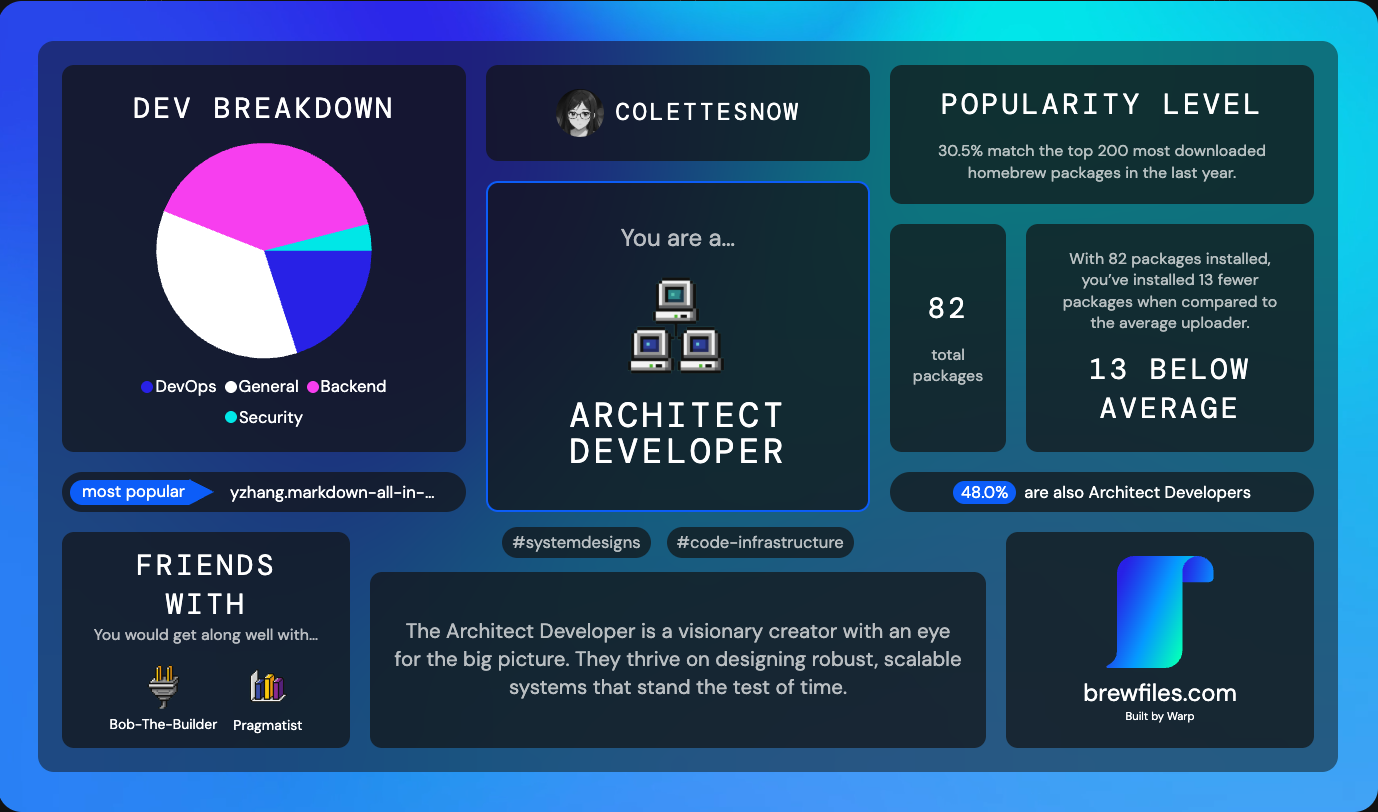 DEV BREAKDOWN
DevOps General Backend
Security
most popular yzhang.markdown-all-in-...
FRIENDS
WITH
You would get along well with...
Bob-The-Builder Pragmatist
COLETTESNOW
You are a...
ARCHITECT
DEVELOPER
#systemdesigns #code-infrastructure
The Architect Developer is a visionary creator with an eye
for the big picture. They thrive on designing robust, scalable
systems that stand the test of time.
POPULARITY LEVEL
30.5% match the top 200 most downloaded
homebrew packages in the last year.
82
total
packages
With 82 packages installed,
you’ve installed 13 fewer
packages when compared to
the average uploader.
13 BELOW
AVERAGE
48.0% are also Architect Developers
brewfiles.com
Built by Warp